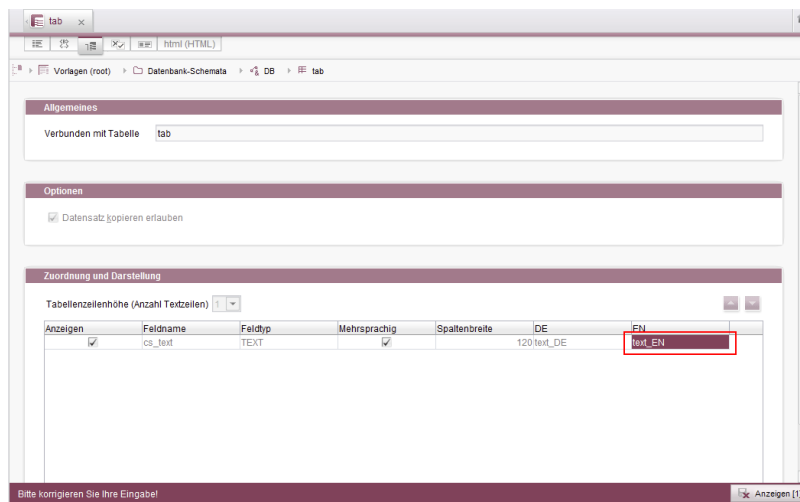 tab
html (HTML)
Vorlagen (root) Datenbank-Schemata DB tab
Allgemeines
Verbunden mit Tabelle tab
Optionen
Datensatz kopieren erlauben
Zuordnung und Darstellung
Tabellenzeilenhöhe (Anzahl Textzeilen) 1
Anzeigen Feldname Feldtyp Mehrsprachig Spaltenbreite DE EN
cs_text TEXT 120 text_DE text_EN
Bitte korrigieren Sie Ihre Eingabe! Anzeigen [1